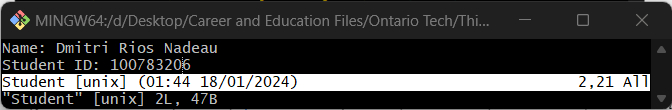 MINGW64:/d/Desktop/Career and Education Files/Ontario Tech/Thi...
Name: Dmitri Rios Nadeau
Student ID: 100783206
Student [unix] (01:44 18/01/2024) 2,21 All
"Student" [unix] 2L, 47B